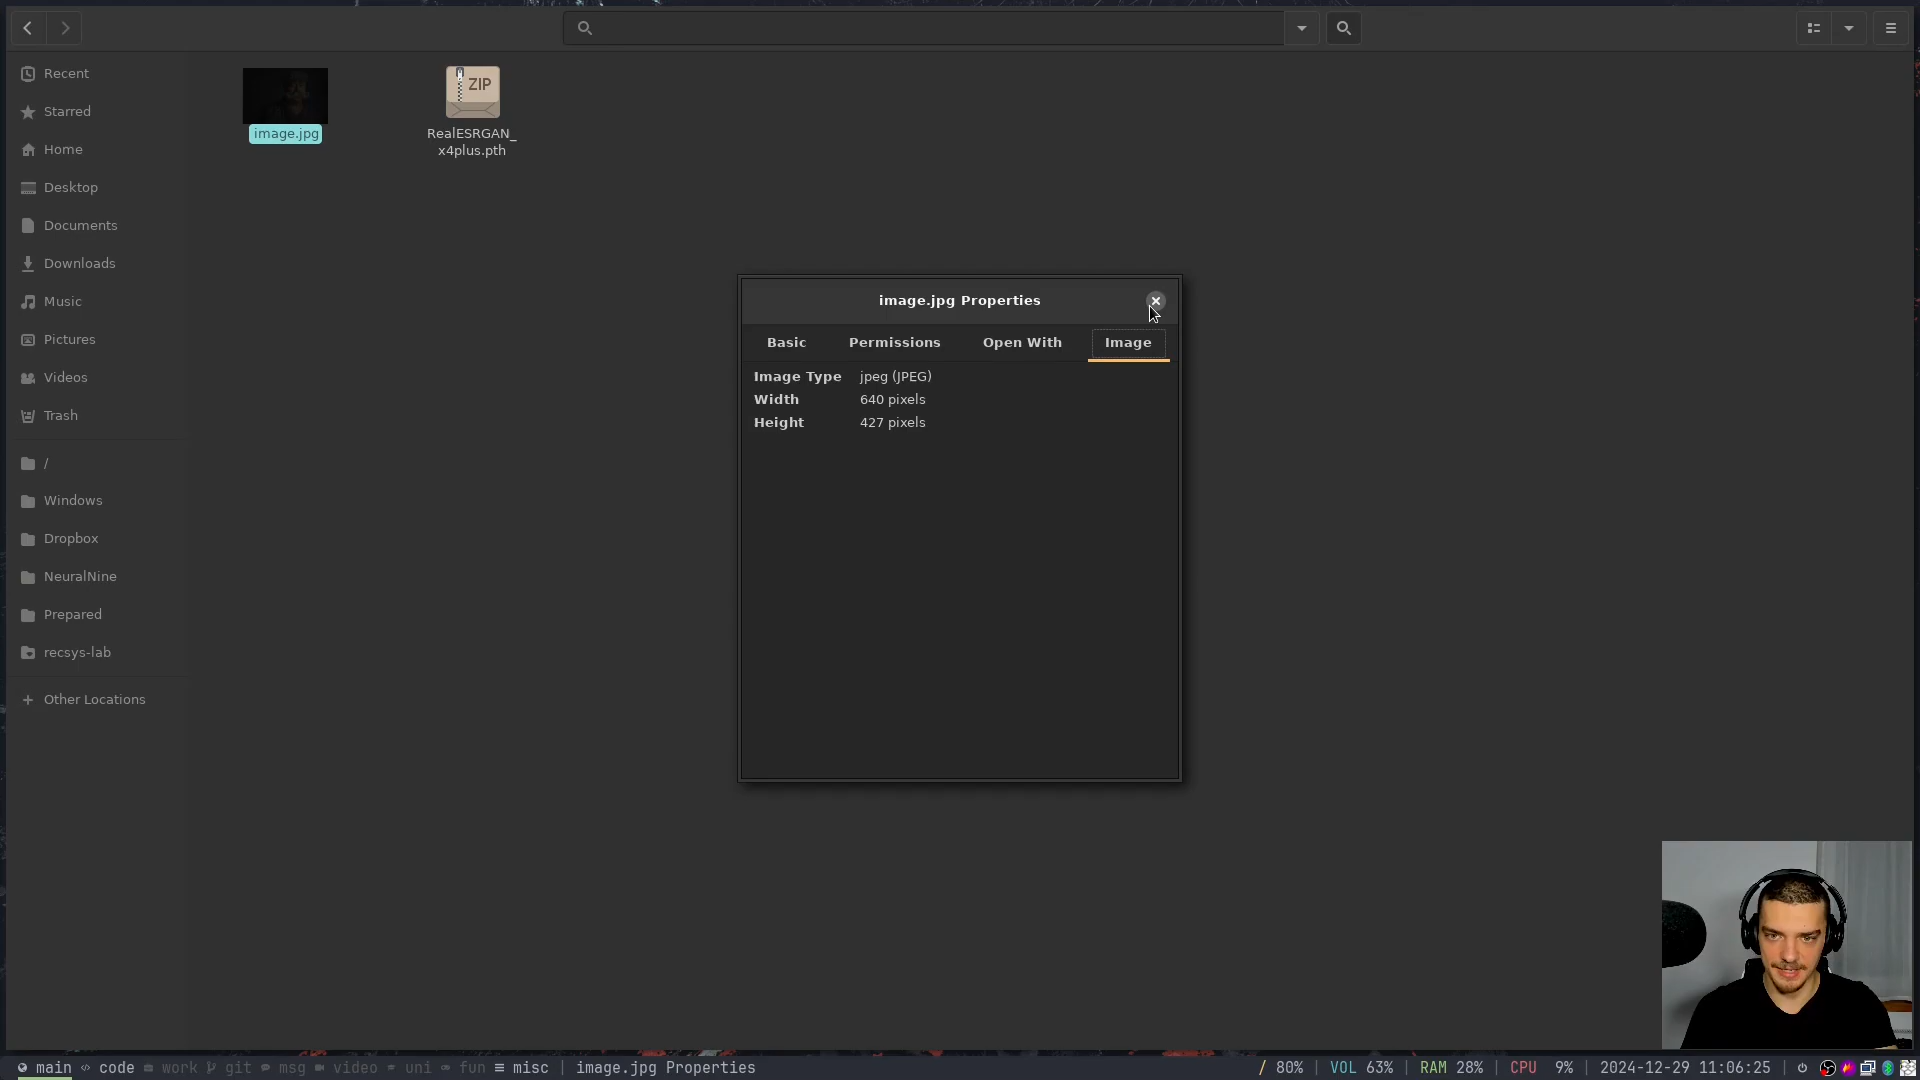 Recent
Starred
Home
Desktop
Documents
Downloads
Music
Pictures
Videos
Trash
/
Windows
Dropbox
NeuralNine
Prepared
recsys-lab
Other Locations
image.jpg
ZIP
RealESRGAN_
x4plus.pth
image.jpg Properties
Basic Permissions Open With Image
Image Type jpeg (JPEG)
Width 640 pixels
Height 427 pixels
main code work git msg video uni fun misc | image.jpg Properties
/ 80% | VOL 63% | RAM 28% | CPU 9% | 2024-12-29 11:06:25 |